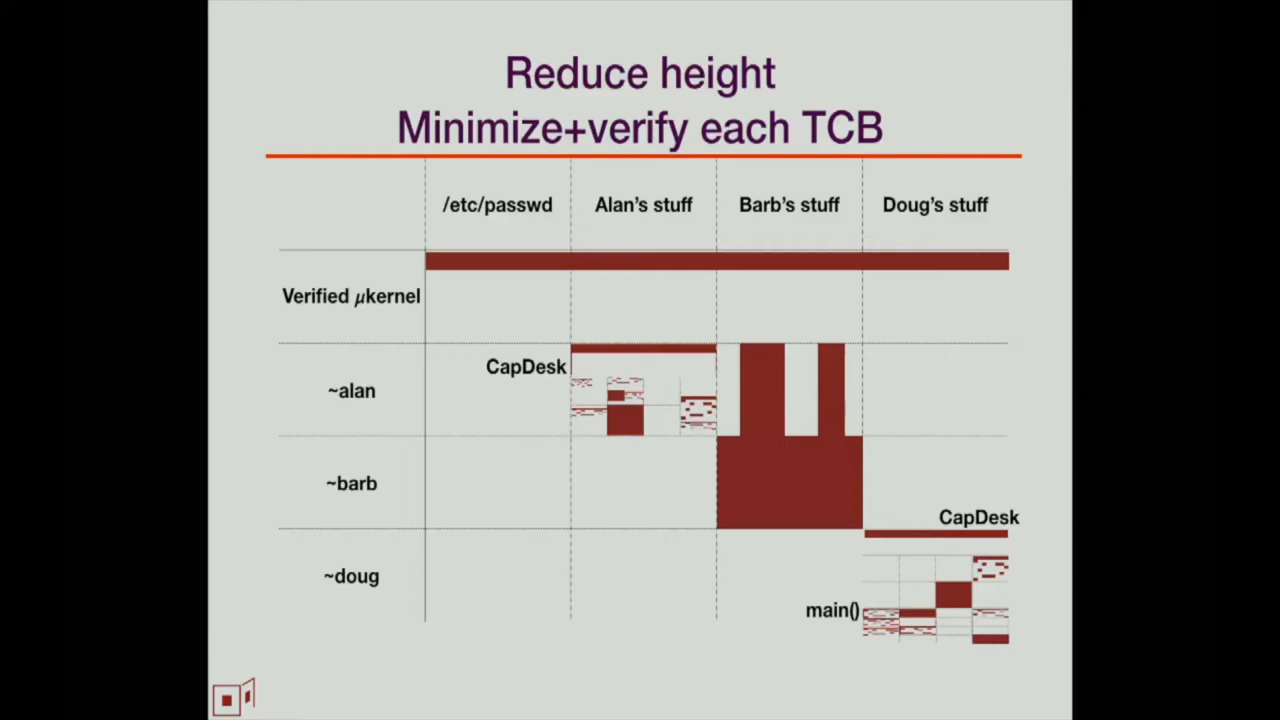 Reduce height
Minimize+verify each TCB
/etc/passwd Alan's stuff Barb's stuff Doug's stuff
Verified μkernel
CapDesk
~alan
~barb
CapDesk
~doug
main()